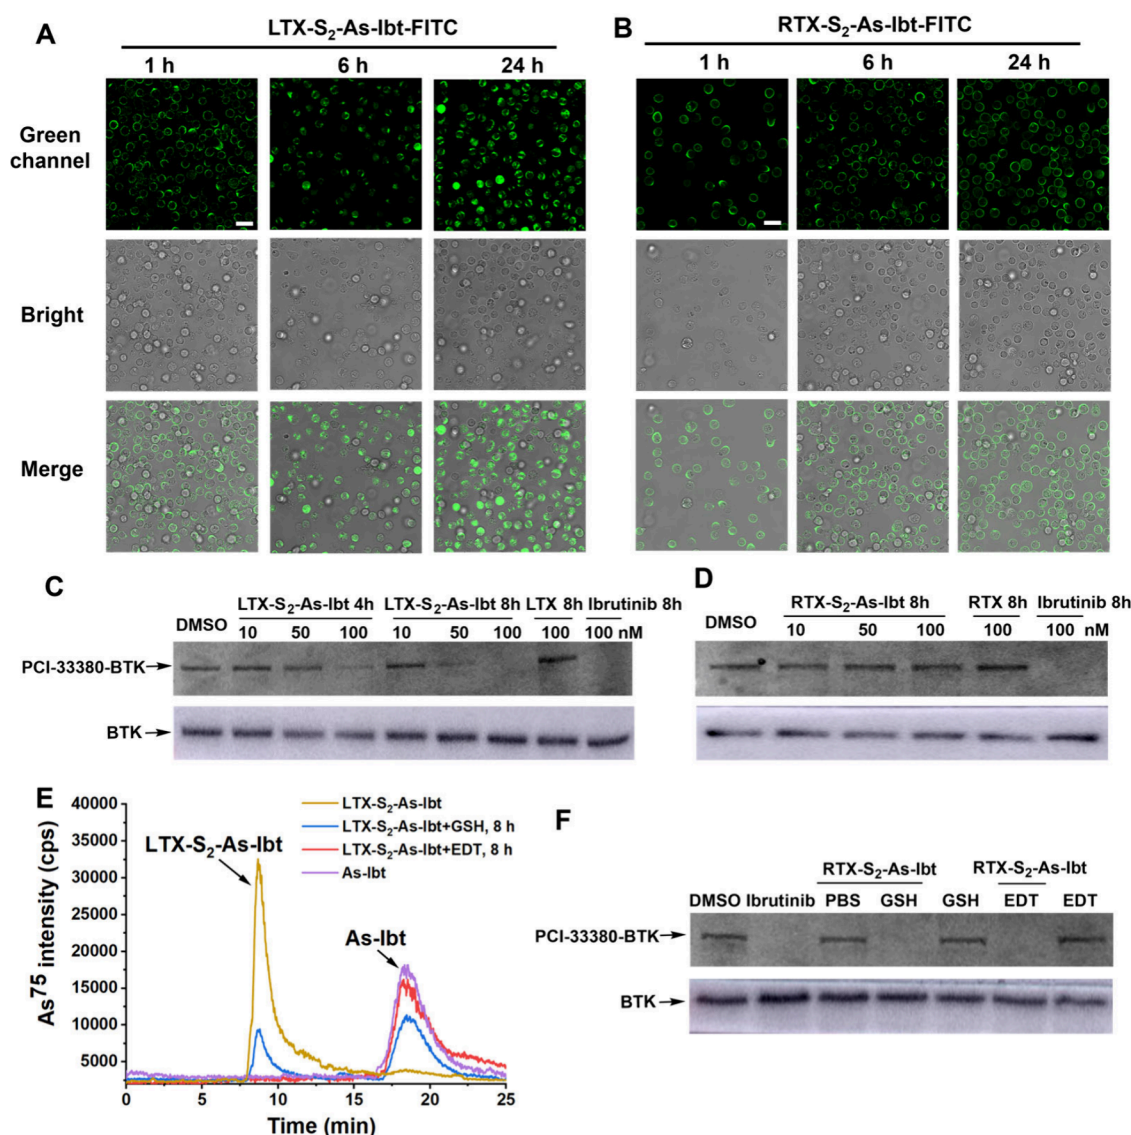 A
LTX-S₂-As-Ibt-FITC
1 h 6 h 24 h
B
RTX-S₂-As-Ibt-FITC
1 h 6 h 24 h
Green
channel
Bright
Merge
C
LTX-S₂-As-Ibt 4h LTX-S₂-As-Ibt 8h LTX 8h Ibrutinib 8h
DMSO 10 50 100 10 50 100 100 100 nM
PCI-33380-BTK
BTK
D
RTX-S₂-As-Ibt 8h RTX 8h Ibrutinib 8h
DMSO 10 50 100 100 100 nM
E
As⁷⁵ intensity (cps)
40000
35000
30000
25000
20000
15000
10000
5000
0 5 10 15 20 25
Time (min)
LTX-S₂-As-Ibt
LTX-S₂-As-Ibt+GSH, 8 h
LTX-S₂-As-Ibt+EDT, 8 h
As-Ibt
LTX-S₂-As-Ibt
As-Ibt
F
RTX-S₂-As-Ibt RTX-S₂-As-Ibt
DMSO Ibrutinib PBS GSH GSH EDT EDT
PCI-33380-BTK
BTK